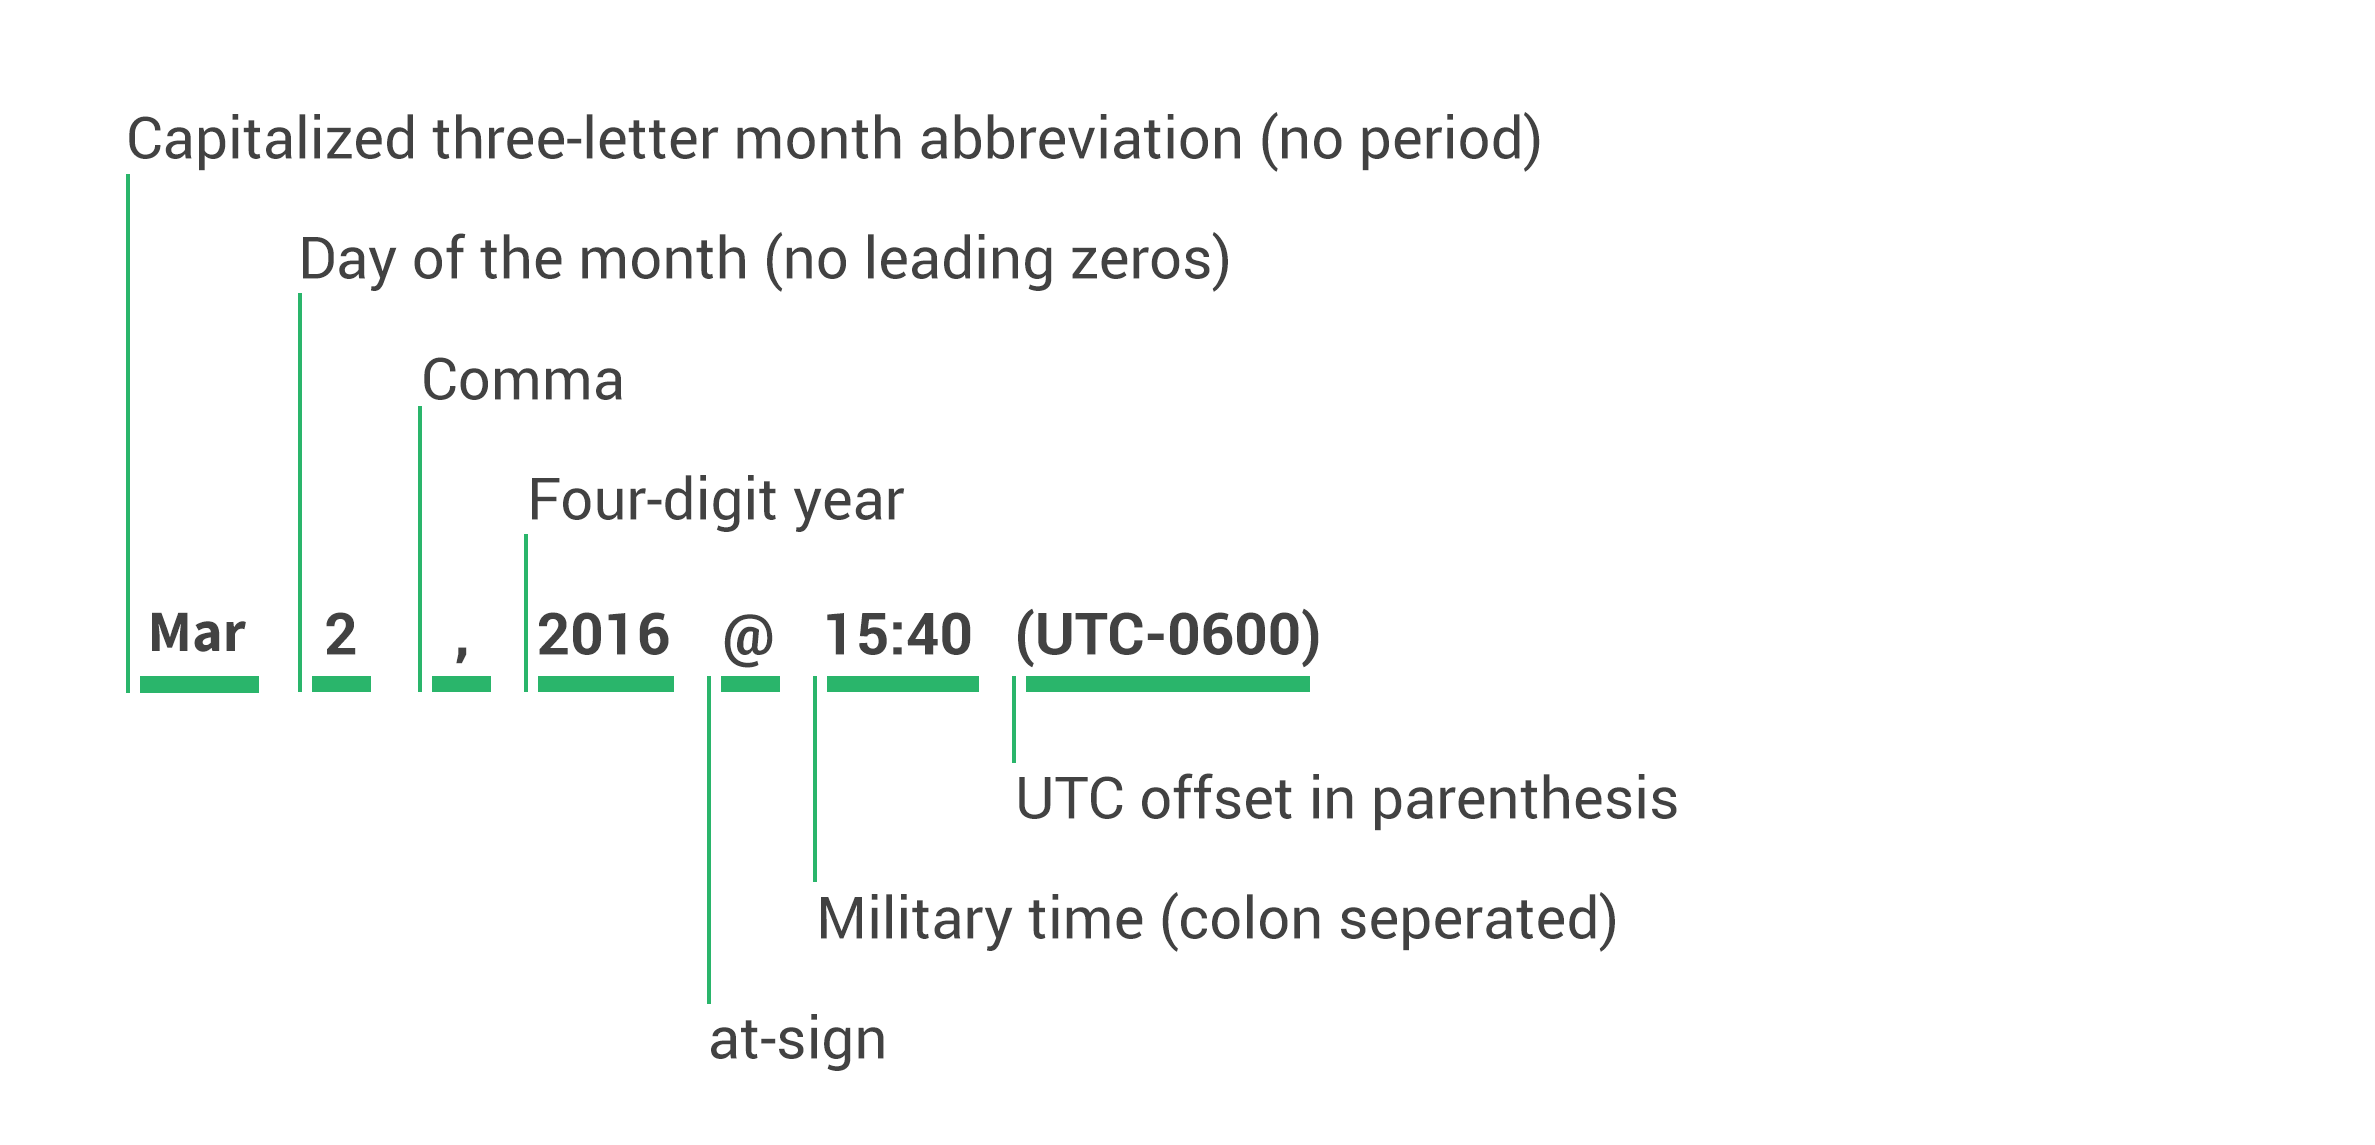 Capitalized three-letter month abbreviation (no period)
Day of the month (no leading zeros)
Comma
Four-digit year
Mar 2 , 2016 @ 15:40 (UTC-0600)
UTC offset in parenthesis
Military time (colon seperated)
at-sign